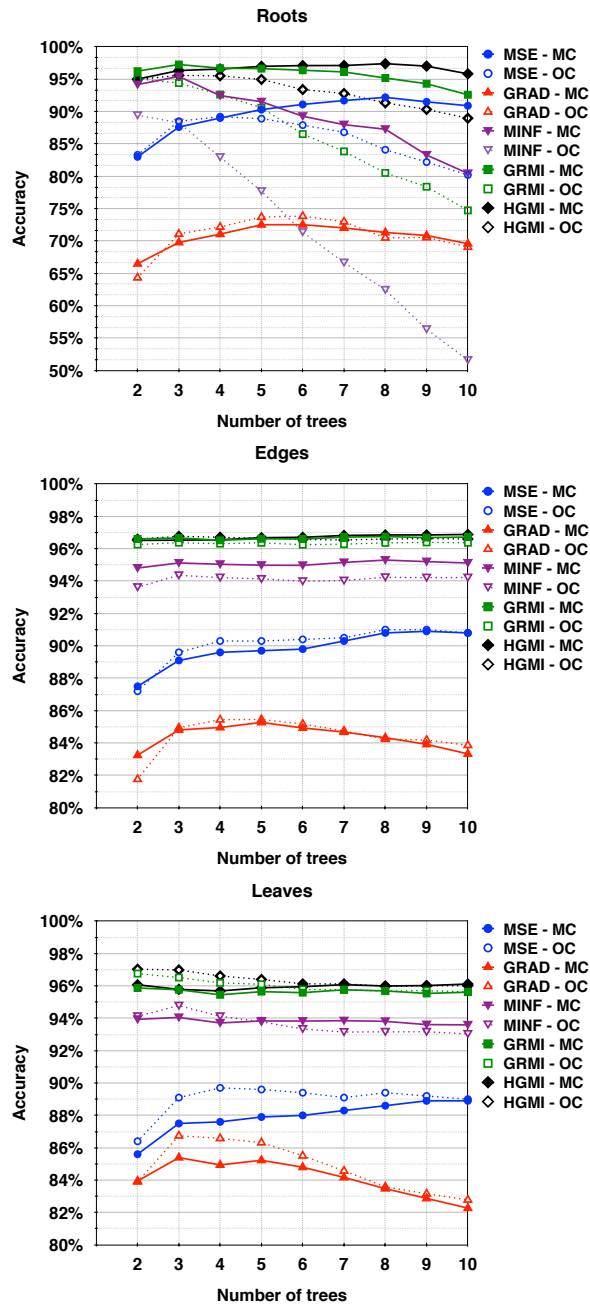 Roots
100%
95%
90%
85%
80%
75%
70%
65%
60%
55%
50%
Accuracy
2 3 4 5 6 7 8 9 10
Number of trees
MSE - MC
MSE - OC
GRAD - MC
GRAD - OC
MINF - MC
MINF - OC
GRMI - MC
GRMI - OC
HGMI - MC
HGMI - OC
Edges
100%
98%
96%
94%
92%
90%
88%
86%
84%
82%
80%
Accuracy
2 3 4 5 6 7 8 9 10
Number of trees
MSE - MC
MSE - OC
GRAD - MC
GRAD - OC
MINF - MC
MINF - OC
GRMI - MC
GRMI - OC
HGMI - MC
HGMI - OC
Leaves
100%
98%
96%
94%
92%
90%
88%
86%
84%
82%
80%
Accuracy
2 3 4 5 6 7 8 9 10
Number of trees
MSE - MC
MSE - OC
GRAD - MC
GRAD - OC
MINF - MC
MINF - OC
GRMI - MC
GRMI - OC
HGMI - MC
HGMI - OC